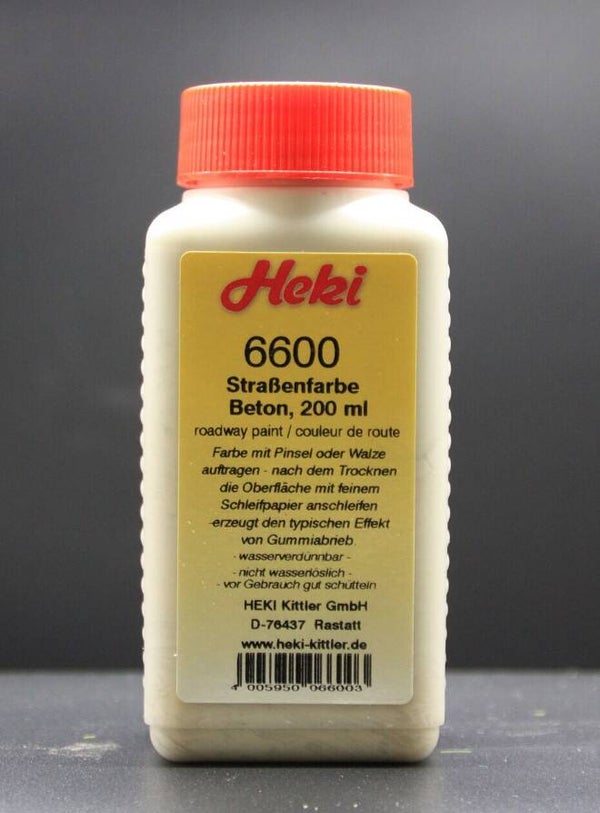 Heki
6600
Straßenfarbe
Beton, 200 ml
roadway paint / couleur de route
Farbe mit Pinsel oder Walze
auftragen - nach dem Trocknen
die Oberfläche mit feinem
Schleifpapier anschleifen
-erzeugt den typischen Effekt
von Gummiabrieb.
- wasserverdünnbar -
- nicht wasserlöslich -
- vor Gebrauch gut schütteln
HEKI Kittler GmbH
D-76437 Rastatt
www.heki-kittler.de
4 005950 066003